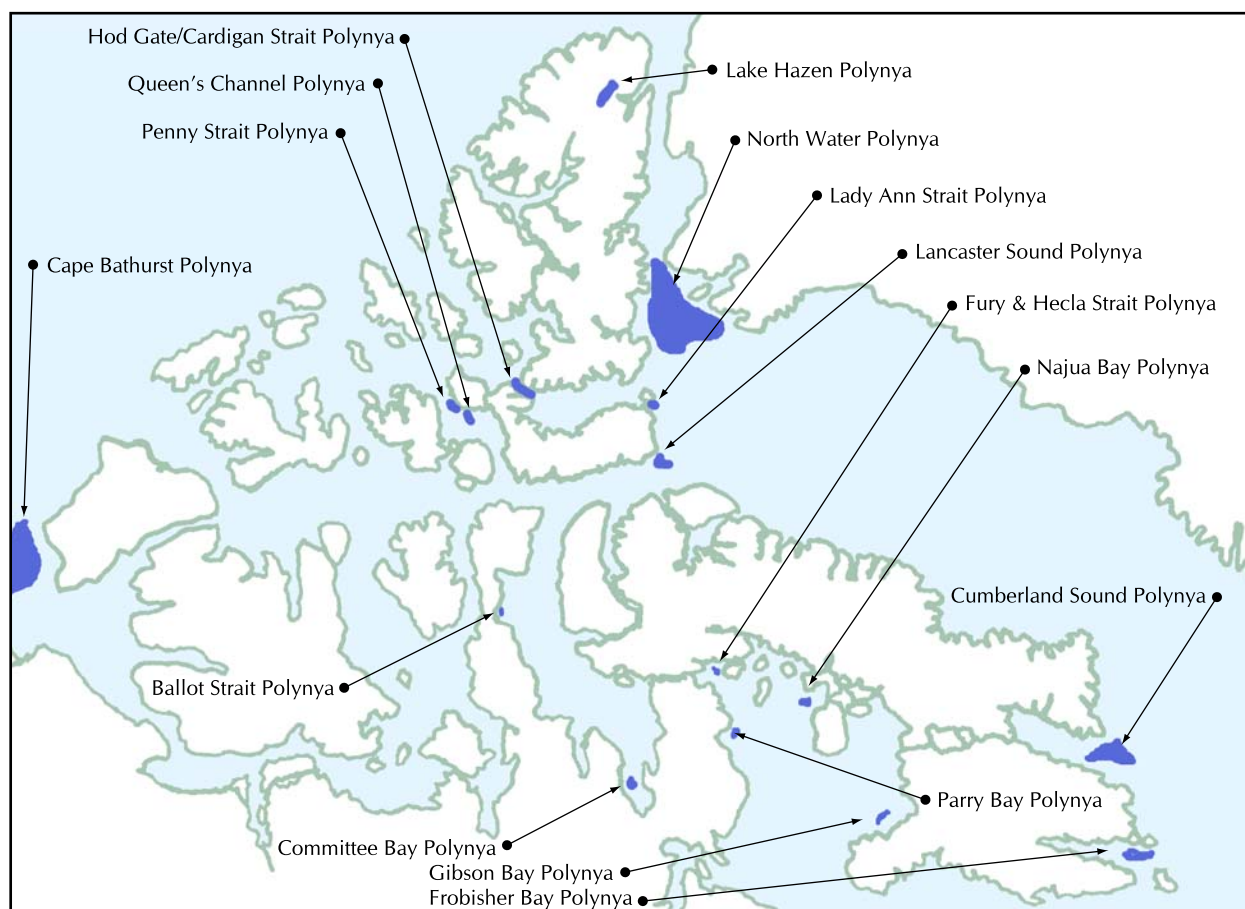 Hod Gate/Cardigan Strait Polynya
Lake Hazen Polynya
Queen's Channel Polynya
Penny Strait Polynya
North Water Polynya
Lady Ann Strait Polynya
Lancaster Sound Polynya
Cape Bathurst Polynya
Fury & Hecla Strait Polynya
Najua Bay Polynya
Cumberland Sound Polynya
Ballot Strait Polynya
Parry Bay Polynya
Committee Bay Polynya
Gibson Bay Polynya
Frobisher Bay Polynya